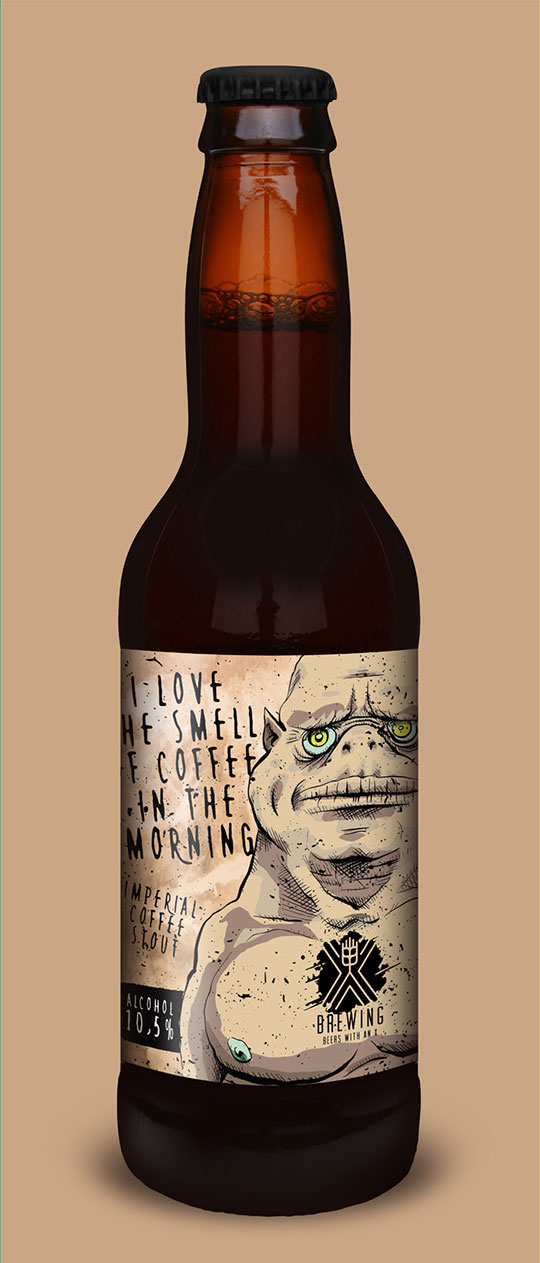 I LOVE
HE SMELL
F COFFEE
IN THE
MORNING
IMPERIAL
COFFEE
STOUT
ALCOHOL
10,5%
BREWING
BEERS WITH AN X